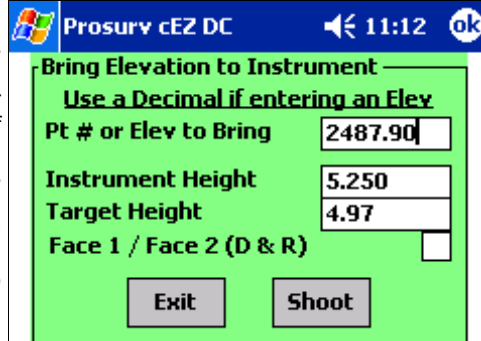 Prosurv cEZ DC 11:12 ok
Bring Elevation to Instrument
Use a Decimal if entering an Elev
Pt # or Elev to Bring 2487.90
Instrument Height 5.250
Target Height 4.97
Face 1 / Face 2 (D & R)
Exit Shoot